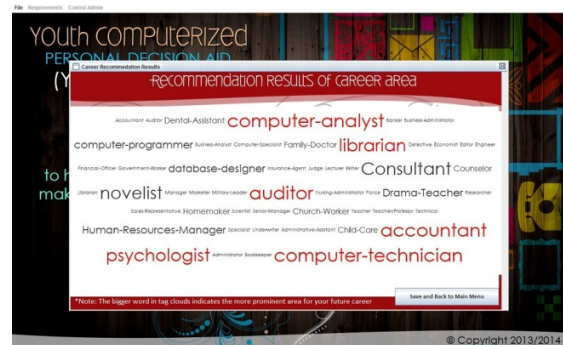 File Requirements Control Admin
YOUTH COMPUTERIZED
PERSONAL DECISION AID
(Y
Career Recommedation Results
Recommendation Results of career area
Accountant Auditor Dental-Assistant computer-analyst Banker Business-Administrator
computer-programmer Business-Analyst Computer-Specialist Family-Doctor librarian Detective Economist Editor Engineer
Financial-Officer Government-Worker database-designer Insurance-Agent Judge Lecturer Writer Consultant Counselor
to h
Librarian novelist Manager Marketer Military-Leader auditor Nursing-Administrator Police Drama-Teacher Researcher
mak
Sales-Representative Homemaker Scientist Senior-Manager Church-Worker Teacher Teacher/Professor Technical
Human-Resources-Manager Specialist Underwriter Administrative-Assistant Child-Care accountant
psychologist Administrator Bookkeeper computer-technician
*Note: The bigger word in tag clouds indicates the more prominent area for your future career
Save and Back to Main Menu
© Copyright 2013/2014